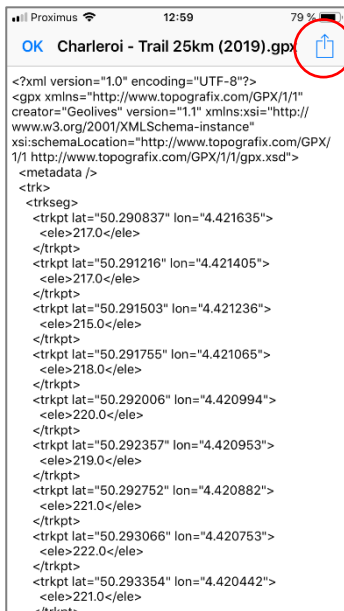 Proximus 12:59 79 %
OK Charleroi - Trail 25km (2019).gpx
<?xml version="1.0" encoding="UTF-8"?>
<gpx xmlns="http://www.topografix.com/GPX/1/1"
creator="Geolives" version="1.1" xmlns:xsi="http://
www.w3.org/2001/XMLSchema-instance"
xsi:schemaLocation="http://www.topografix.com/GPX/
1/1 http://www.topografix.com/GPX/1/1/gpx.xsd">
<metadata />
<trk>
<trkseg>
<trkpt lat="50.290837" lon="4.421635">
<ele>217.0</ele>
</trkpt>
<trkpt lat="50.291216" lon="4.421405">
<ele>217.0</ele>
</trkpt>
<trkpt lat="50.291503" lon="4.421236">
<ele>215.0</ele>
</trkpt>
<trkpt lat="50.291755" lon="4.421065">
<ele>218.0</ele>
</trkpt>
<trkpt lat="50.292006" lon="4.420994">
<ele>220.0</ele>
</trkpt>
<trkpt lat="50.292357" lon="4.420953">
<ele>219.0</ele>
</trkpt>
<trkpt lat="50.292752" lon="4.420882">
<ele>221.0</ele>
</trkpt>
<trkpt lat="50.293066" lon="4.420753">
<ele>222.0</ele>
</trkpt>
<trkpt lat="50.293354" lon="4.420442">
<ele>221.0</ele>
</trkpt>